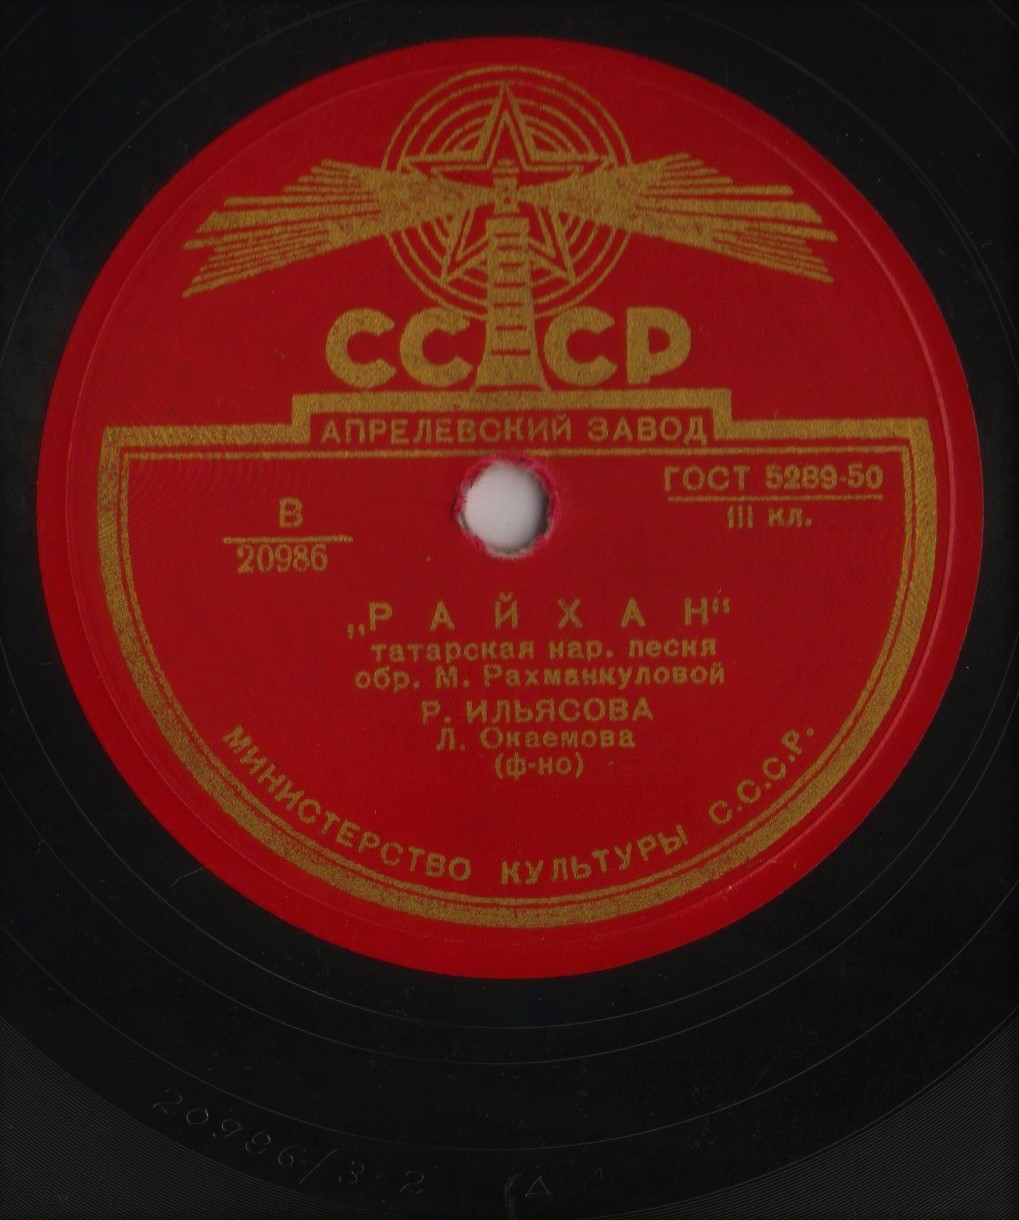 СССР
АПРЕЛЕВСКИЙ ЗАВОД
ГОСТ 5289-50
III кл.
В
20986
„РАЙХАН“
татарская нар. песня
обр. М. Рахманкуловой
Р. ИЛЬЯСОВА
Л. Окаемова
(ф-но)
МИНИСТЕРСТВО КУЛЬТУРЫ С.С.С.Р.
20986/3-2